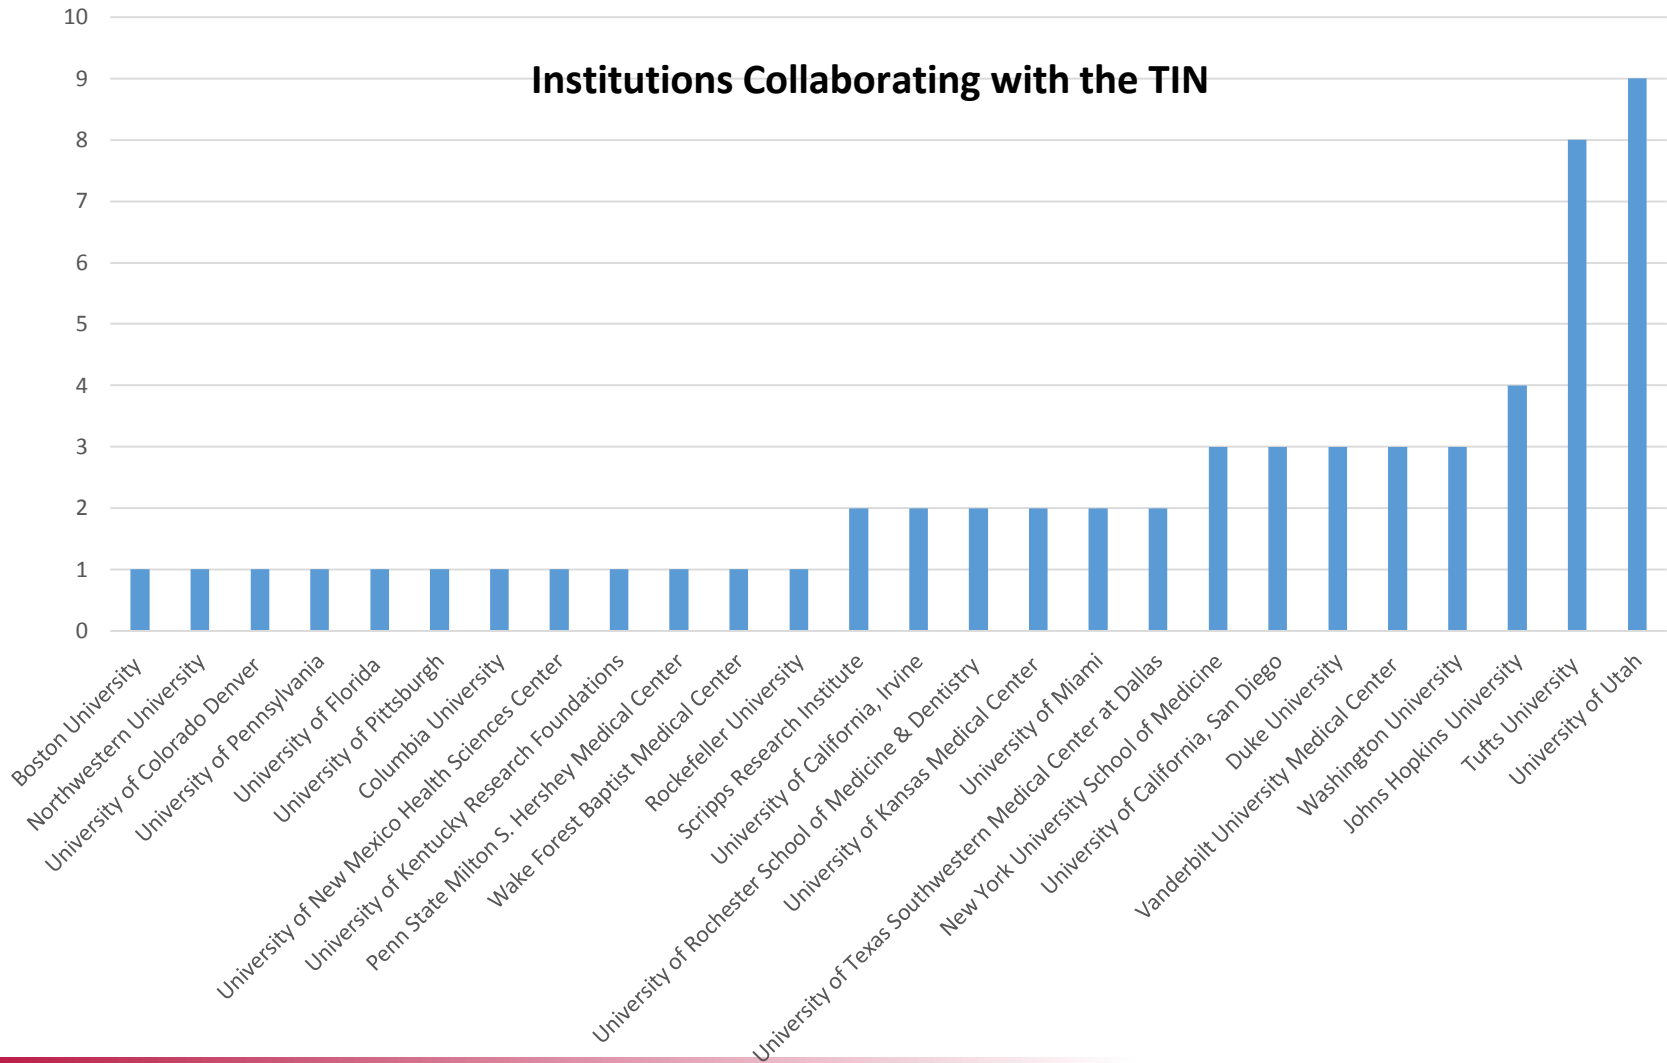 10
Institutions Collaborating with the TIN
9
8
7
6
5
4
3
2
1
0
Boston University
Northwestern University
University of Colorado Denver
University of Pennsylvania
University of Florida
University of Pittsburgh
Columbia University
University of New Mexico Health Sciences Center
University of Kentucky Research Foundations
Penn State Milton S. Hershey Medical Center
Wake Forest Baptist Medical Center
Rockefeller University
Scripps Research Institute
University of California, Irvine
University of Rochester School of Medicine & Dentistry
University of Kansas Medical Center
University of Miami
University of Texas Southwestern Medical Center at Dallas
New York University School of Medicine
University of California, San Diego
Duke University
Vanderbilt University Medical Center
Washington University
Johns Hopkins University
Tufts University
University of Utah